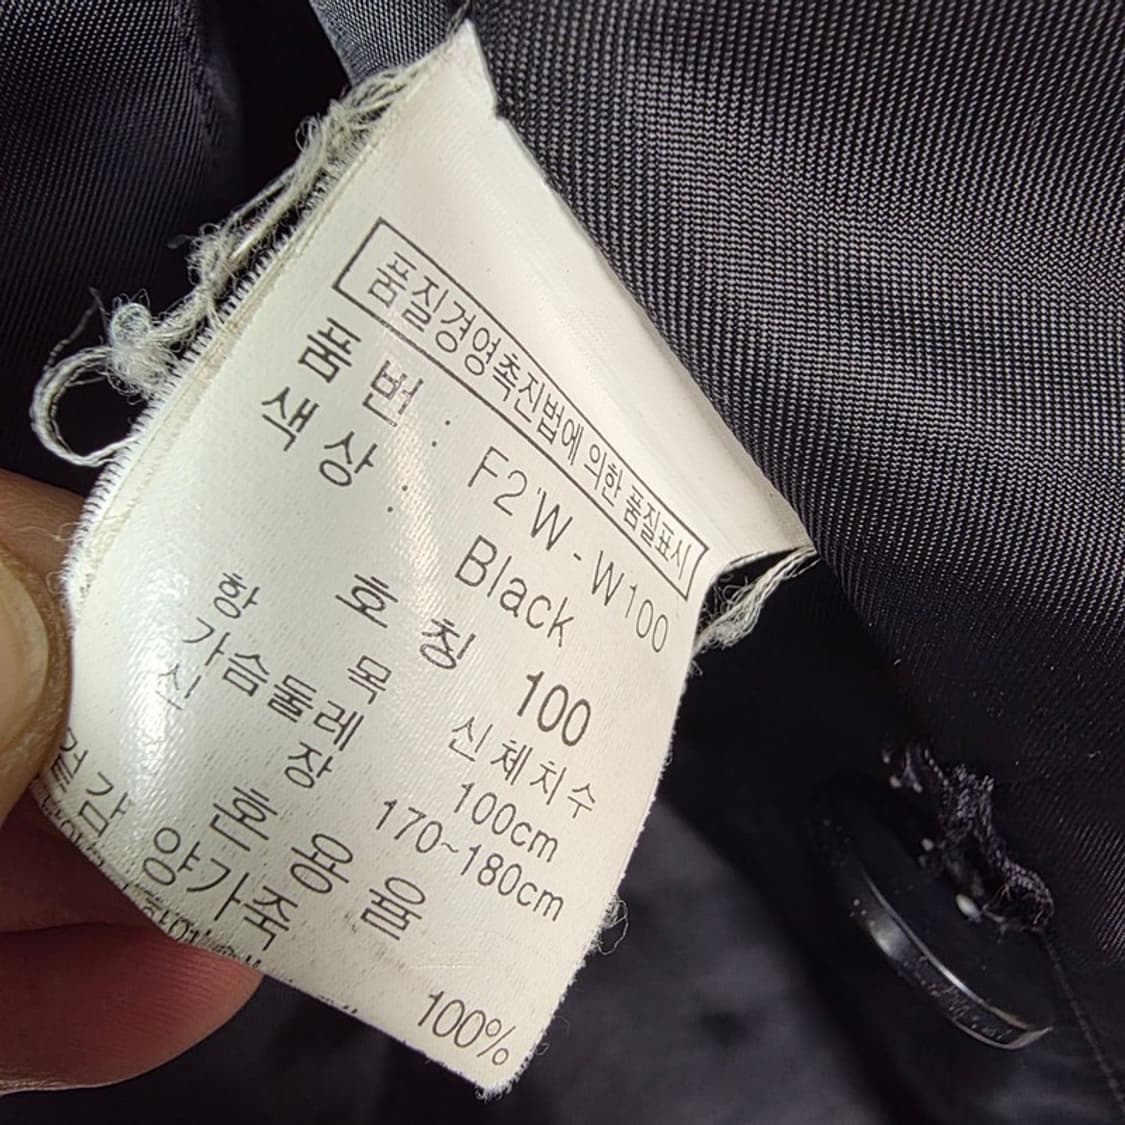 품질경영촉진법에 의한 품질표시
품 번 : F2'W - W100
색 상 : Black
호 칭 100
항 목 신체치수
가슴둘레 100cm
신 장 170~180cm
혼 용 율
겉감 양가죽 100%